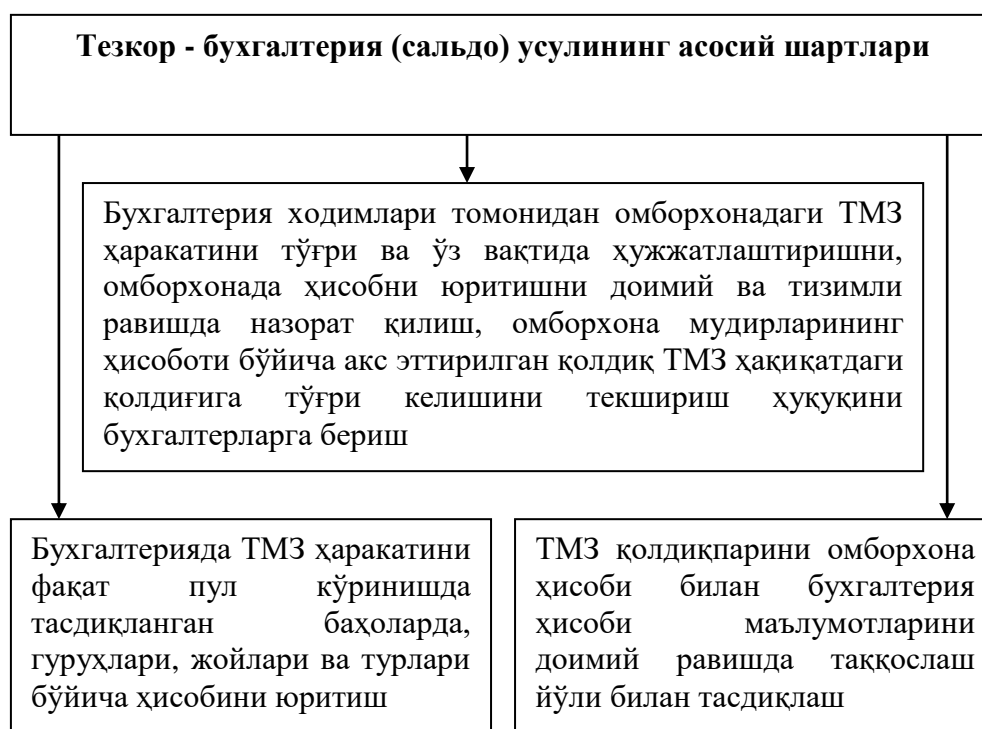 Тезкор - бухгалтерия (сальдо) усулининг асосий шартлари
Бухгалтерия ходимлари томонидан омборхонадаги ТМЗ
ҳаракатини тўғри ва ўз вақтида ҳужжатлаштиришни,
омборхонада ҳисобни юритишни доимий ва тизимли
равишда назорат қилиш, омборхона мудирларининг
ҳисоботи бўйича акс эттирилган қолдиқ ТМЗ ҳақиқатдаги
қолдиғига тўғри келишини текшириш ҳуқуқини
бухгалтерларга бериш
Бухгалтерияда ТМЗ ҳаракатини
фақат пул кўринишда
тасдиқланган баҳоларда,
гуруҳлари, жойлари ва турлари
бўйича ҳисобини юритиш
ТМЗ қолдиқпарини омборхона
ҳисоби билан бухгалтерия
ҳисоби маълумотларини
доимий равишда таққослаш
йўли билан тасдиқлаш